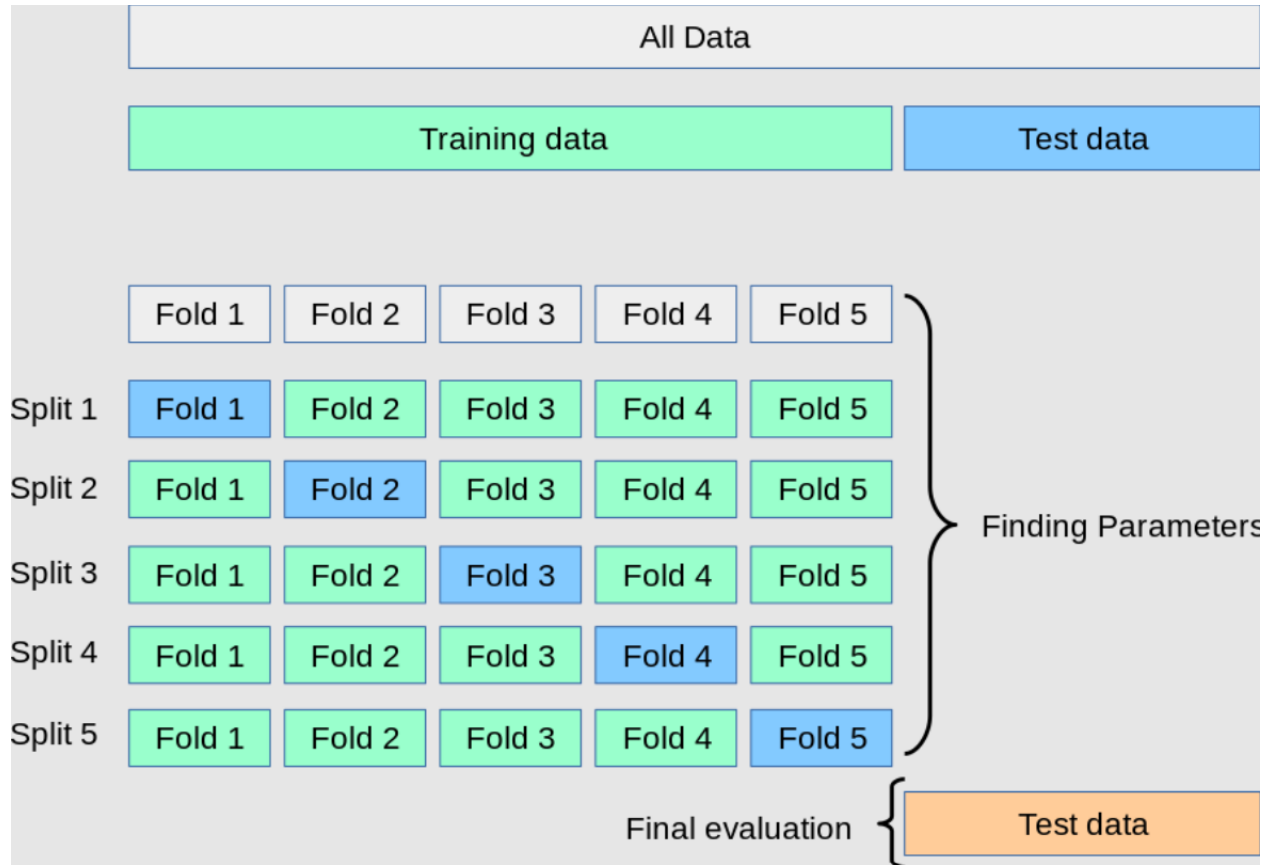 All Data
Training data Test data
Fold 1 Fold 2 Fold 3 Fold 4 Fold 5
Split 1 Fold 1 Fold 2 Fold 3 Fold 4 Fold 5
Split 2 Fold 1 Fold 2 Fold 3 Fold 4 Fold 5
Finding Parameters
Split 3 Fold 1 Fold 2 Fold 3 Fold 4 Fold 5
Split 4 Fold 1 Fold 2 Fold 3 Fold 4 Fold 5
Split 5 Fold 1 Fold 2 Fold 3 Fold 4 Fold 5
Final evaluation Test data